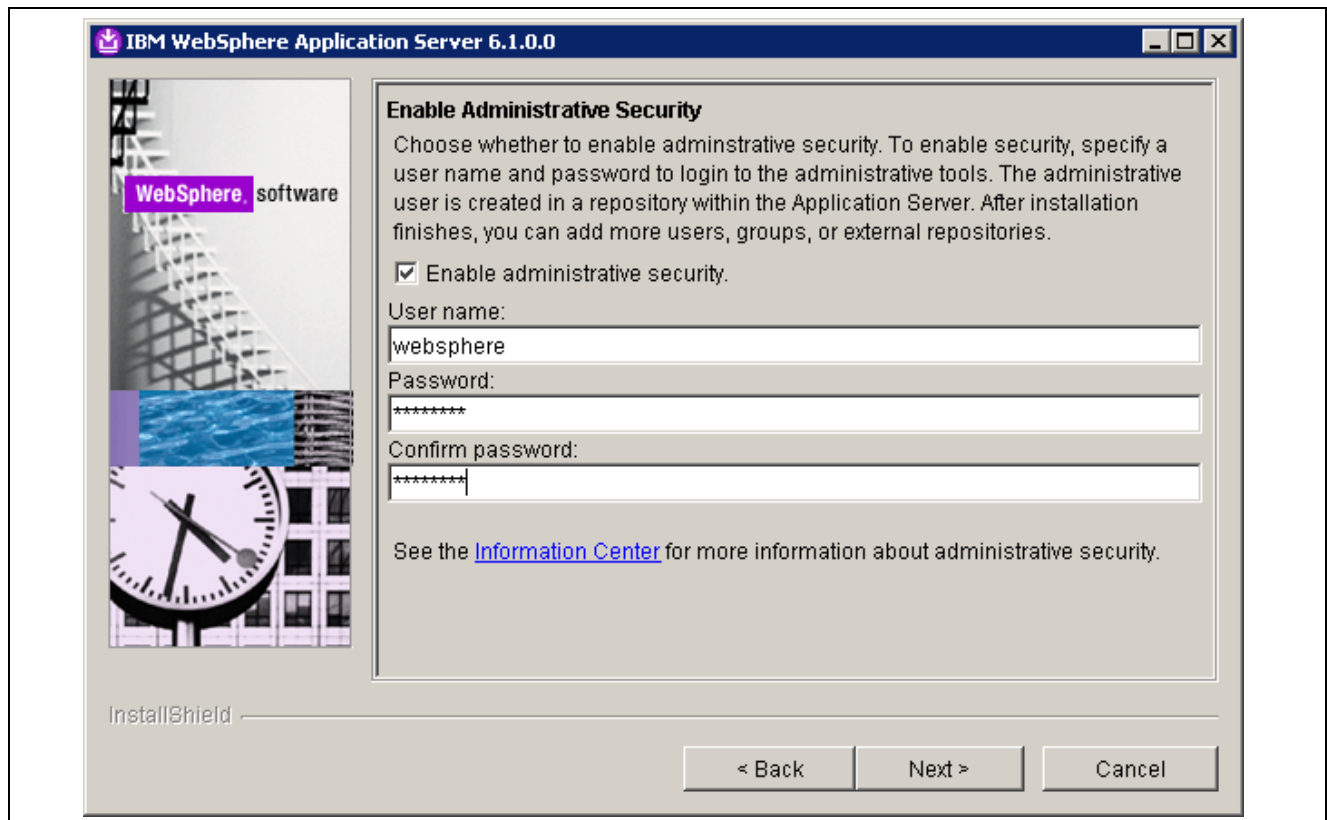 IBM WebSphere Application Server 6.1.0.0
WebSphere. software
Enable Administrative Security
Choose whether to enable adminstrative security. To enable security, specify a
user name and password to login to the administrative tools. The administrative
user is created in a repository within the Application Server. After installation
finishes, you can add more users, groups, or external repositories.
Enable administrative security.
User name:
websphere
Password:
********
Confirm password:
********
See the Information Center for more information about administrative security.
InstallShield
< Back
Next >
Cancel